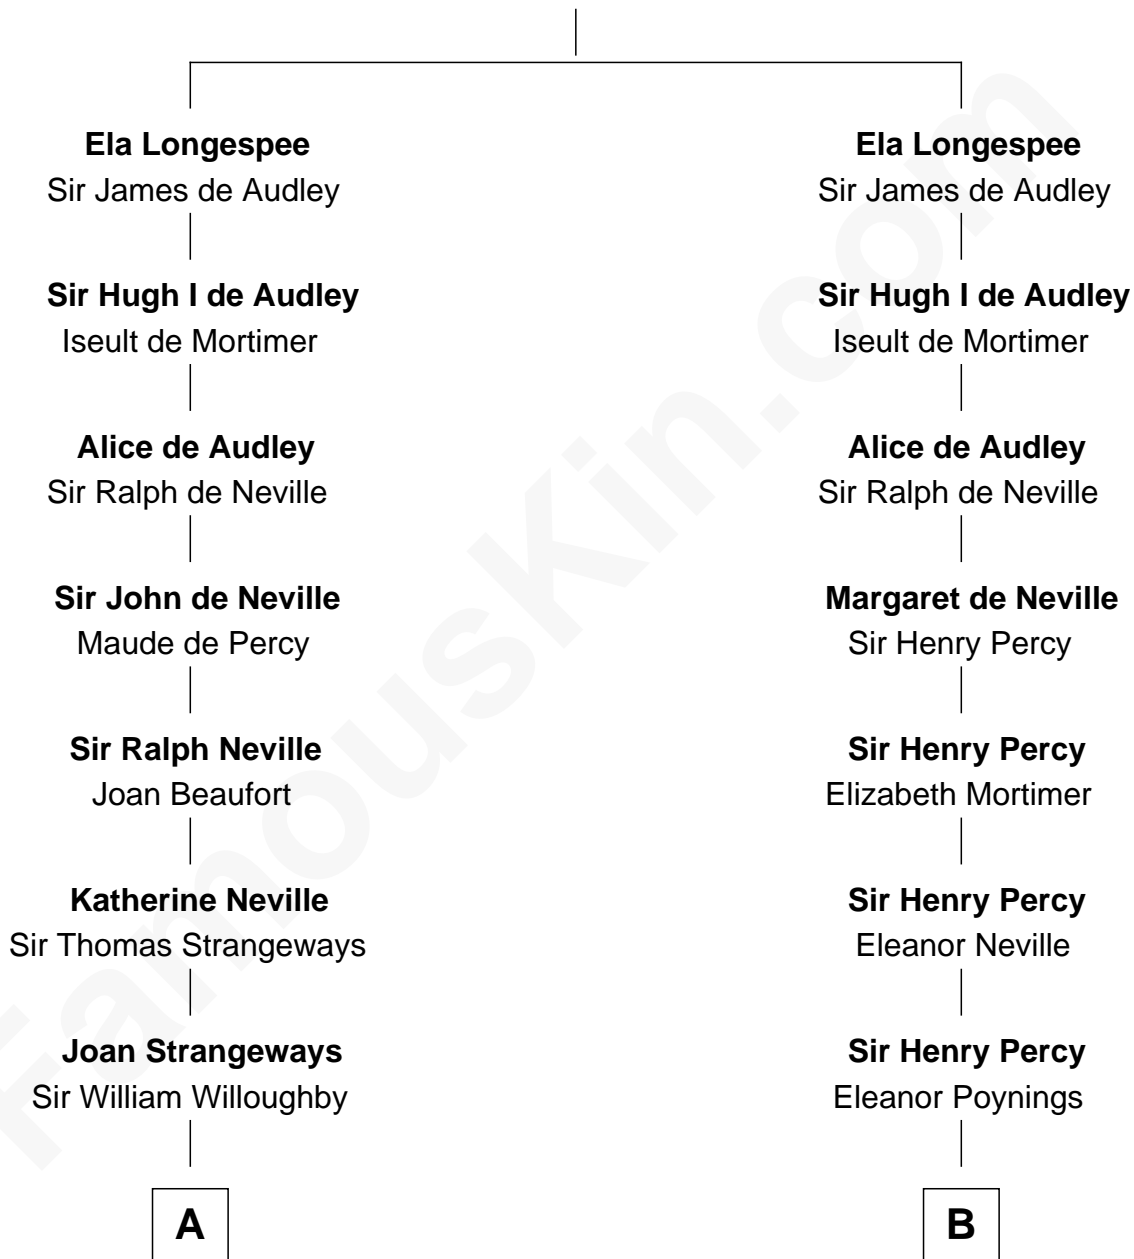 Ela Longespee
Sir James de Audley
Sir Hugh I de Audley
Iseult de Mortimer
Alice de Audley
Sir Ralph de Neville
Sir John de Neville
Maude de Percy
Sir Ralph Neville
Joan Beaufort
Katherine Neville
Sir Thomas Strangeways
Joan Strangeways
Sir William Willoughby
A
Ela Longespee
Sir James de Audley
Sir Hugh I de Audley
Iseult de Mortimer
Alice de Audley
Sir Ralph de Neville
Margaret de Neville
Sir Henry Percy
Sir Henry Percy
Elizabeth Mortimer
Sir Henry Percy
Eleanor Neville
Sir Henry Percy
Eleanor Poynings
B
FamousKin.com